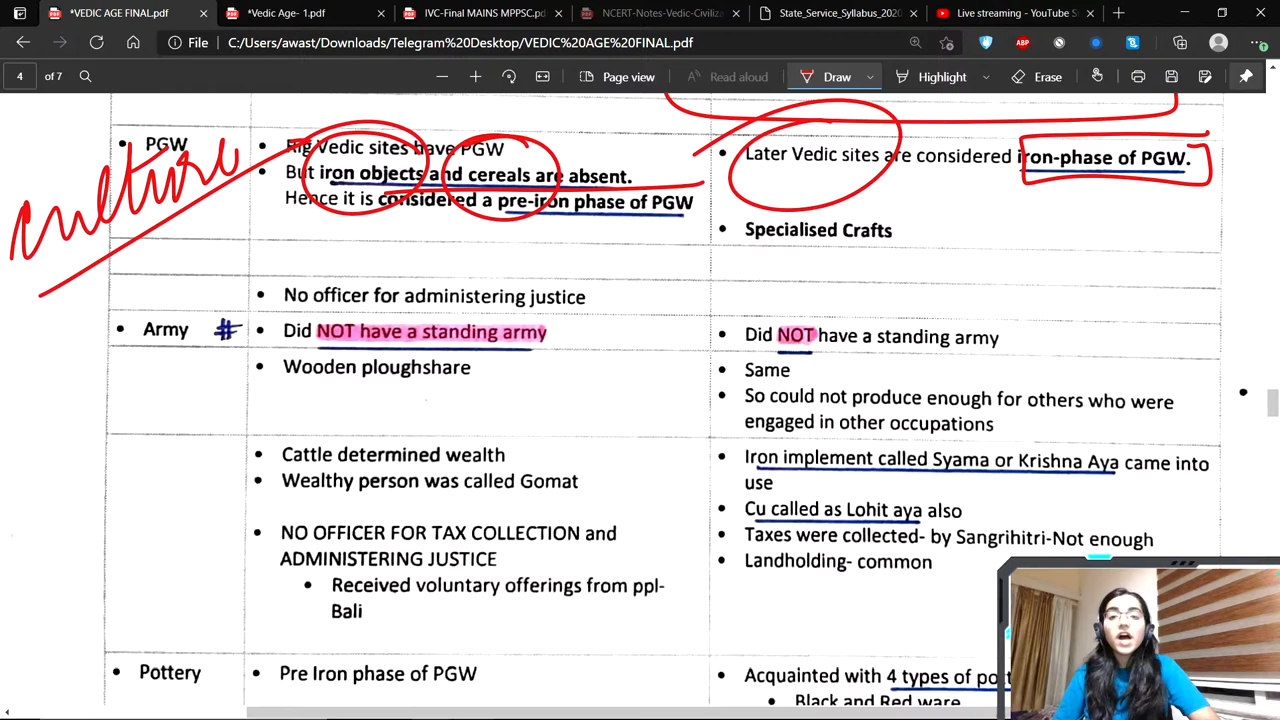 *VEDIC AGE FINAL.pdf
*Vedic Age- 1.pdf
IVC-Final MAINS MPPSC.pd
NCERT-Notes-Vedic-Civiliza
State_Service_Syllabus_2020
Live streaming - YouTube S
File
C:/Users/awast/Downloads/Telegram%20Desktop/VEDIC%20AGE%20FINAL.pdf
ABP
4 of 7
Page view
Read aloud
Draw
Highlight
Erase
• PGW
• Rig Vedic sites have PGW
• But iron objects and cereals are absent.
Hence it is considered a pre-iron phase of PGW
• Later Vedic sites are considered iron-phase of PGW.
• Specialised Crafts
• No officer for administering justice
• Army #
• Did NOT have a standing army
• Did NOT have a standing army
• Wooden ploughshare
• Same
• So could not produce enough for others who were
engaged in other occupations
• Cattle determined wealth
• Wealthy person was called Gomat
• NO OFFICER FOR TAX COLLECTION and
ADMINISTERING JUSTICE
• Received voluntary offerings from ppl-
Bali
• Iron implement called Syama or Krishna Aya came into
use
• Cu called as Lohit aya also
• Taxes were collected- by Sangrihitri-Not enough
• Landholding- common
• Pottery
• Pre Iron phase of PGW
• Acquainted with 4 types of pot
• Black and Red ware